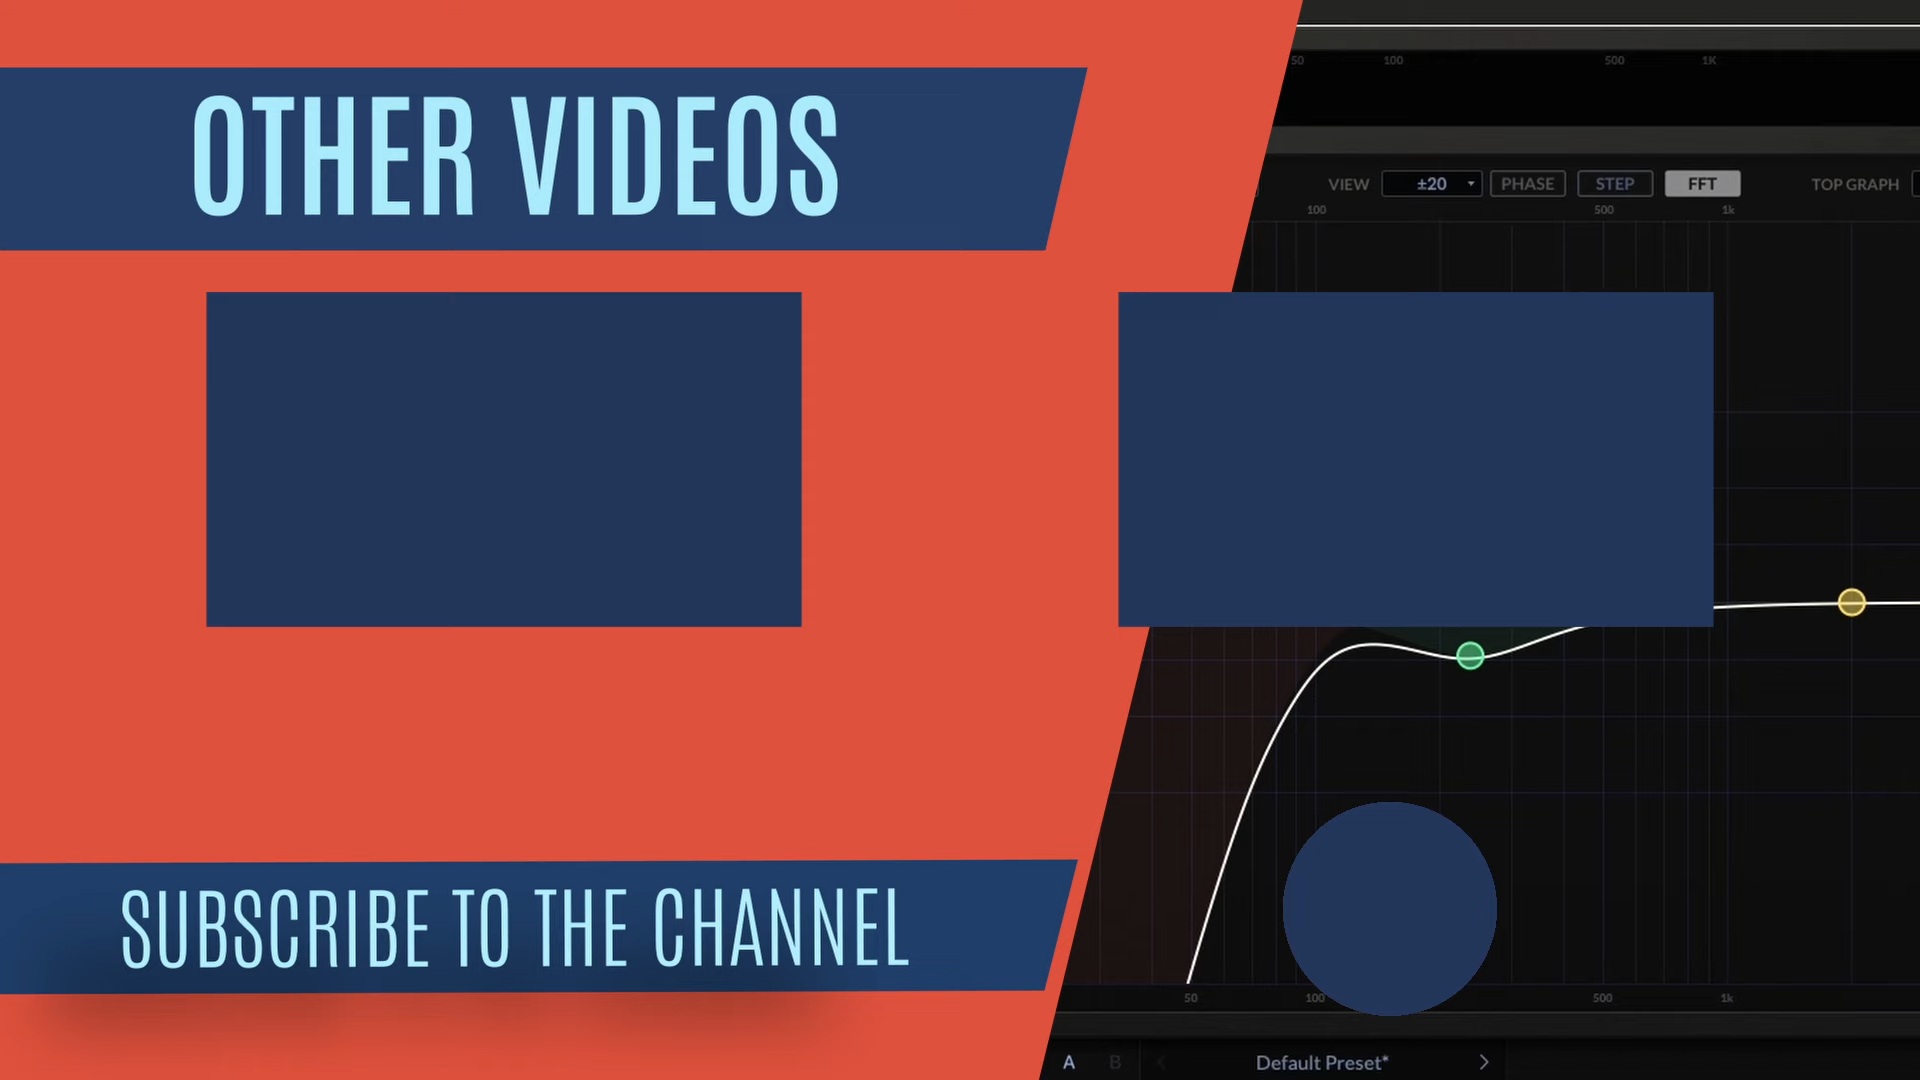 OTHER VIDEOS
50 100 500 1K
VIEW ±20 PHASE STEP FFT TOP GRAPH
100 500 1k
SUBSCRIBE TO THE CHANNEL
50 100 500 1k
A B Default Preset*